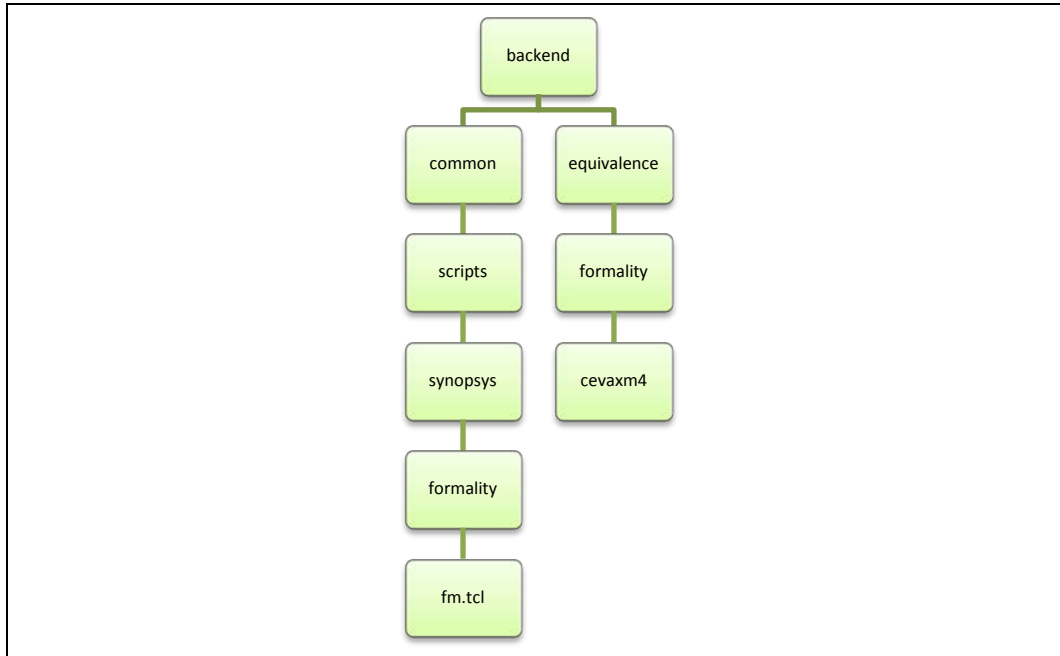 backend
common
equivalence
scripts
formality
synopsys
cevaxm4
formality
fm.tcl